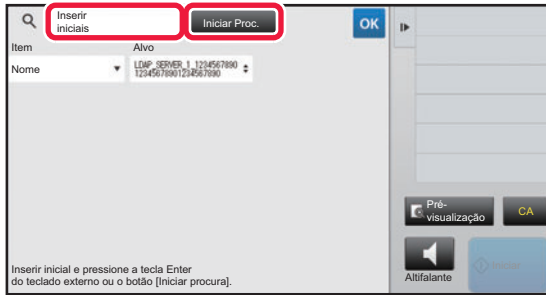 Inserir
iniciais
Iniciar Proc.
OK
Item
Alvo
Nome
LDAP_SERVER_1_1234567890
12345678901234567890
Pré-
visualização
CA
Altifalante
Inserir inicial e pressione a tecla Enter
do teclado externo ou o botão [Iniciar procura].